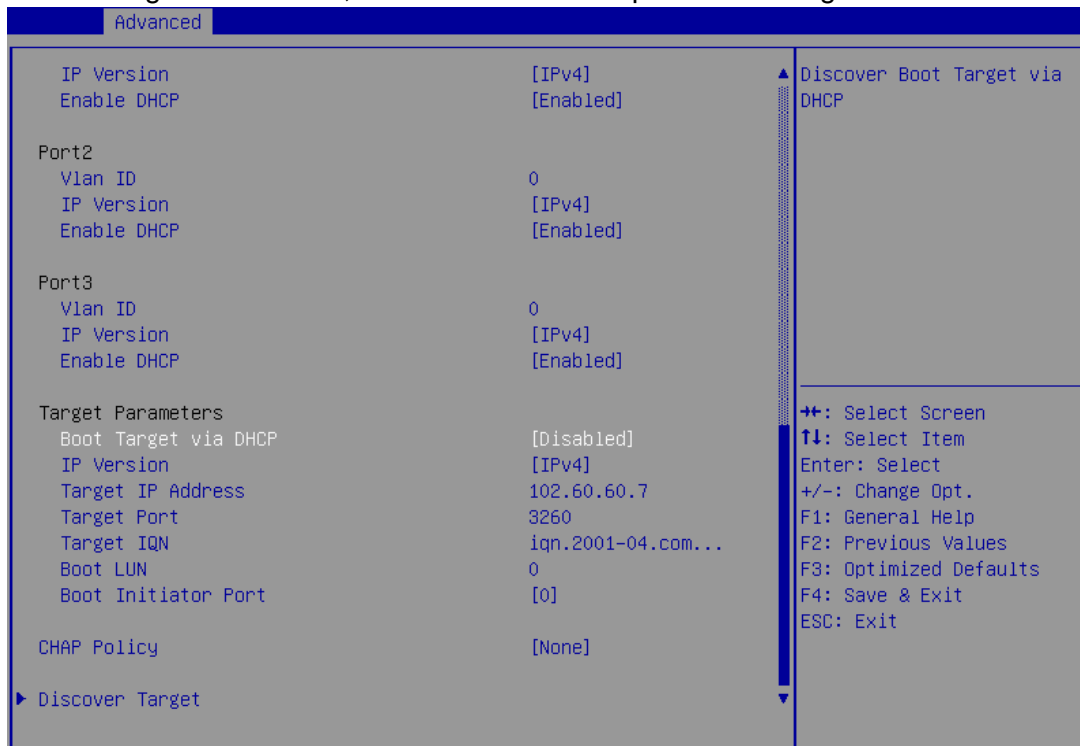 Advanced
IP Version [IPv4]
Enable DHCP [Enabled]
Port2
Vlan ID 0
IP Version [IPv4]
Enable DHCP [Enabled]
Port3
Vlan ID 0
IP Version [IPv4]
Enable DHCP [Enabled]
Target Parameters
Boot Target via DHCP [Disabled]
IP Version [IPv4]
Target IP Address 102.60.60.7
Target Port 3260
Target IQN iqn.2001-04.com...
Boot LUN 0
Boot Initiator Port [0]
CHAP Policy [None]
Discover Target
Discover Boot Target via
DHCP
→←: Select Screen
↑↓: Select Item
Enter: Select
+/-: Change Opt.
F1: General Help
F2: Previous Values
F3: Optimized Defaults
F4: Save & Exit
ESC: Exit